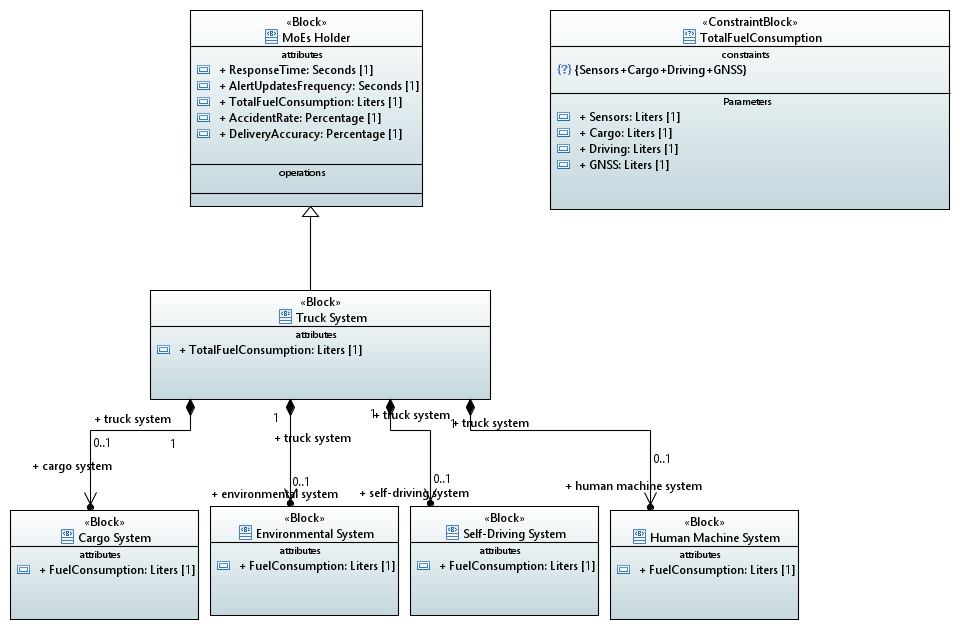 «Block»
MoEs Holder
attributes
+ ResponseTime: Seconds [1]
+ AlertUpdatesFrequency: Seconds [1]
+ TotalFuelConsumption: Liters [1]
+ AccidentRate: Percentage [1]
+ DeliveryAccuracy: Percentage [1]
operations
«ConstraintBlock»
TotalFuelConsumption
constraints
{?} {Sensors+Cargo+Driving+GNSS}
Parameters
+ Sensors: Liters [1]
+ Cargo: Liters [1]
+ Driving: Liters [1]
+ GNSS: Liters [1]
«Block»
Truck System
attributes
+ TotalFuelConsumption: Liters [1]
+ truck system
1
0..1
+ cargo system
1
+ truck system
0..1
+ environmental system
1
+ truck system
0..1
+ self-driving system
1
+ truck system
0..1
+ human machine system
«Block»
Cargo System
attributes
+ FuelConsumption: Liters [1]
«Block»
Environmental System
attributes
+ FuelConsumption: Liters [1]
«Block»
Self-Driving System
attributes
+ FuelConsumption: Liters [1]
«Block»
Human Machine System
attributes
+ FuelConsumption: Liters [1]